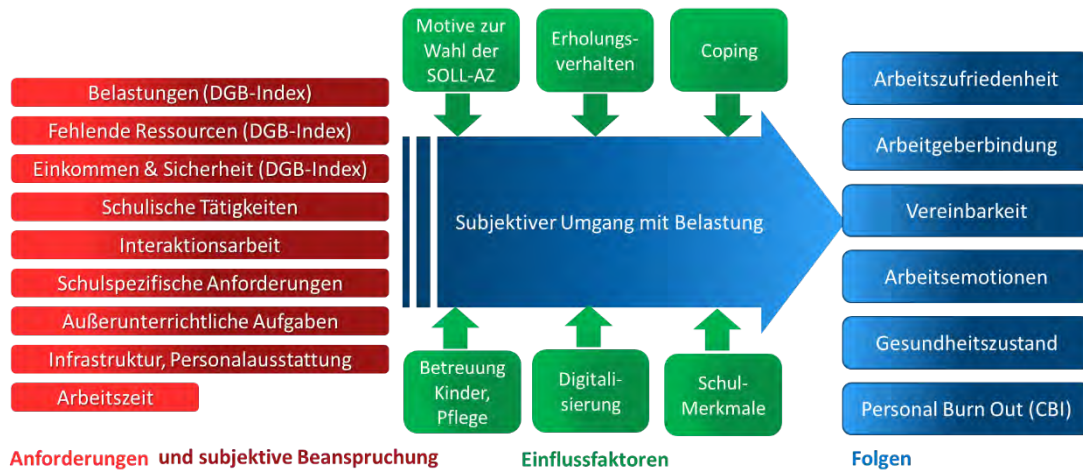 Belastungen (DGB-Index)
Fehlende Ressourcen (DGB-Index)
Einkommen & Sicherheit (DGB-Index)
Schulische Tätigkeiten
Interaktionsarbeit
Schulspezifische Anforderungen
Außerunterrichtliche Aufgaben
Infrastruktur, Personalausstattung
Arbeitszeit
Anforderungen und subjektive Beanspruchung
Motive zur
Wahl der
SOLL-AZ
Erholungs-
verhalten
Coping
Subjektiver Umgang mit Belastung
Betreuung
Kinder,
Pflege
Digitali-
sierung
Schul-
Merkmale
Einflussfaktoren
Arbeitszufriedenheit
Arbeitgeberbindung
Vereinbarkeit
Arbeitsemotionen
Gesundheitszustand
Personal Burn Out (CBI)
Folgen